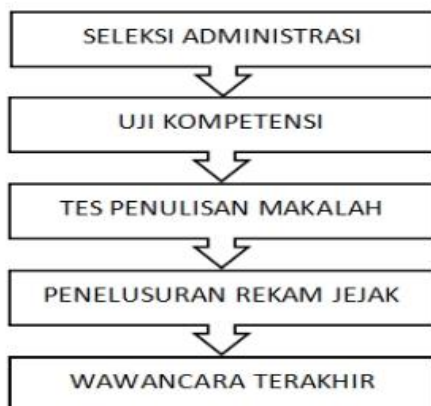 SELEKSI ADMINISTRASI
UJI KOMPETENSI
TES PENULISAN MAKALAH
PENELUSURAN REKAM JEJAK
WAWANCARA TERAKHIR